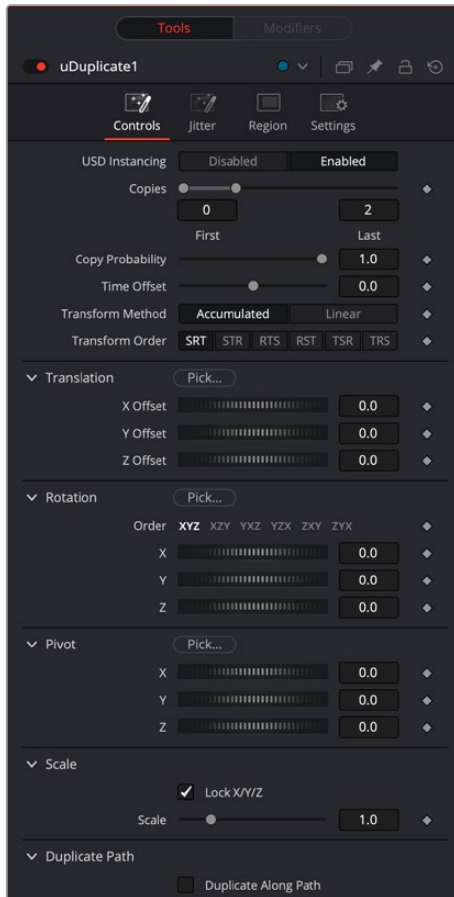 Tools Modifiers
uDuplicate1
Controls Jitter Region Settings
USD Instancing Disabled Enabled
Copies
0 2
First Last
Copy Probability 1.0
Time Offset 0.0
Transform Method Accumulated Linear
Transform Order SRT STR RTS RST TSR TRS
Translation Pick...
X Offset 0.0
Y Offset 0.0
Z Offset 0.0
Rotation Pick...
Order XYZ XZY YXZ YZX ZXY ZYX
X 0.0
Y 0.0
Z 0.0
Pivot Pick...
X 0.0
Y 0.0
Z 0.0
Scale
Lock X/Y/Z
Scale 1.0
Duplicate Path
Duplicate Along Path